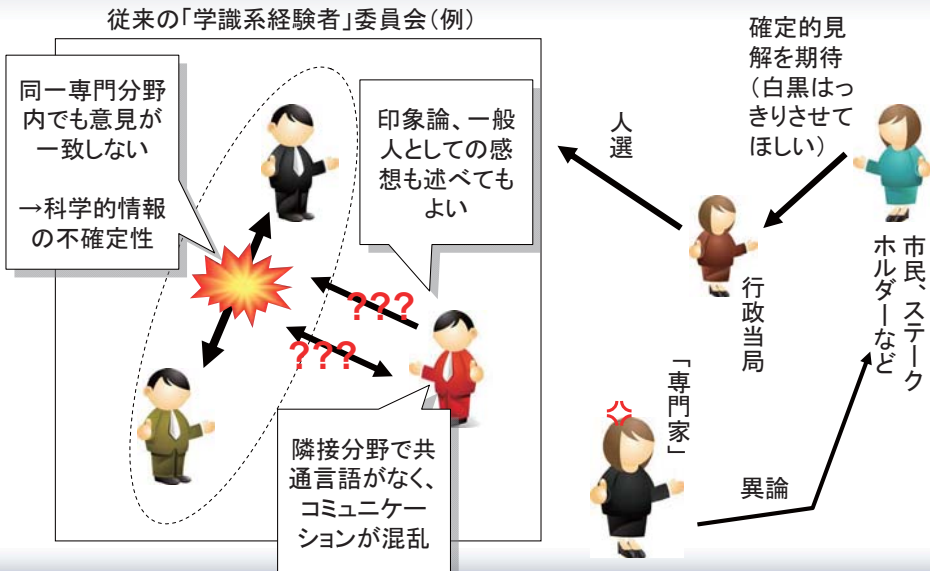 従来の「学識系経験者」委員会(例)
同一専門分野
内でも意見が
一致しない
→科学的情報
の不確定性
印象論、一般
人としての感
想も述べても
よい
???
???
隣接分野で共
通言語がなく、
コミュニケー
ションが混乱
人選
確定的見
解を期待
(白黒はっ
きりさせて
ほしい)
行政当局
市民、ステーク
ホルダーなど
「専門家」
異論